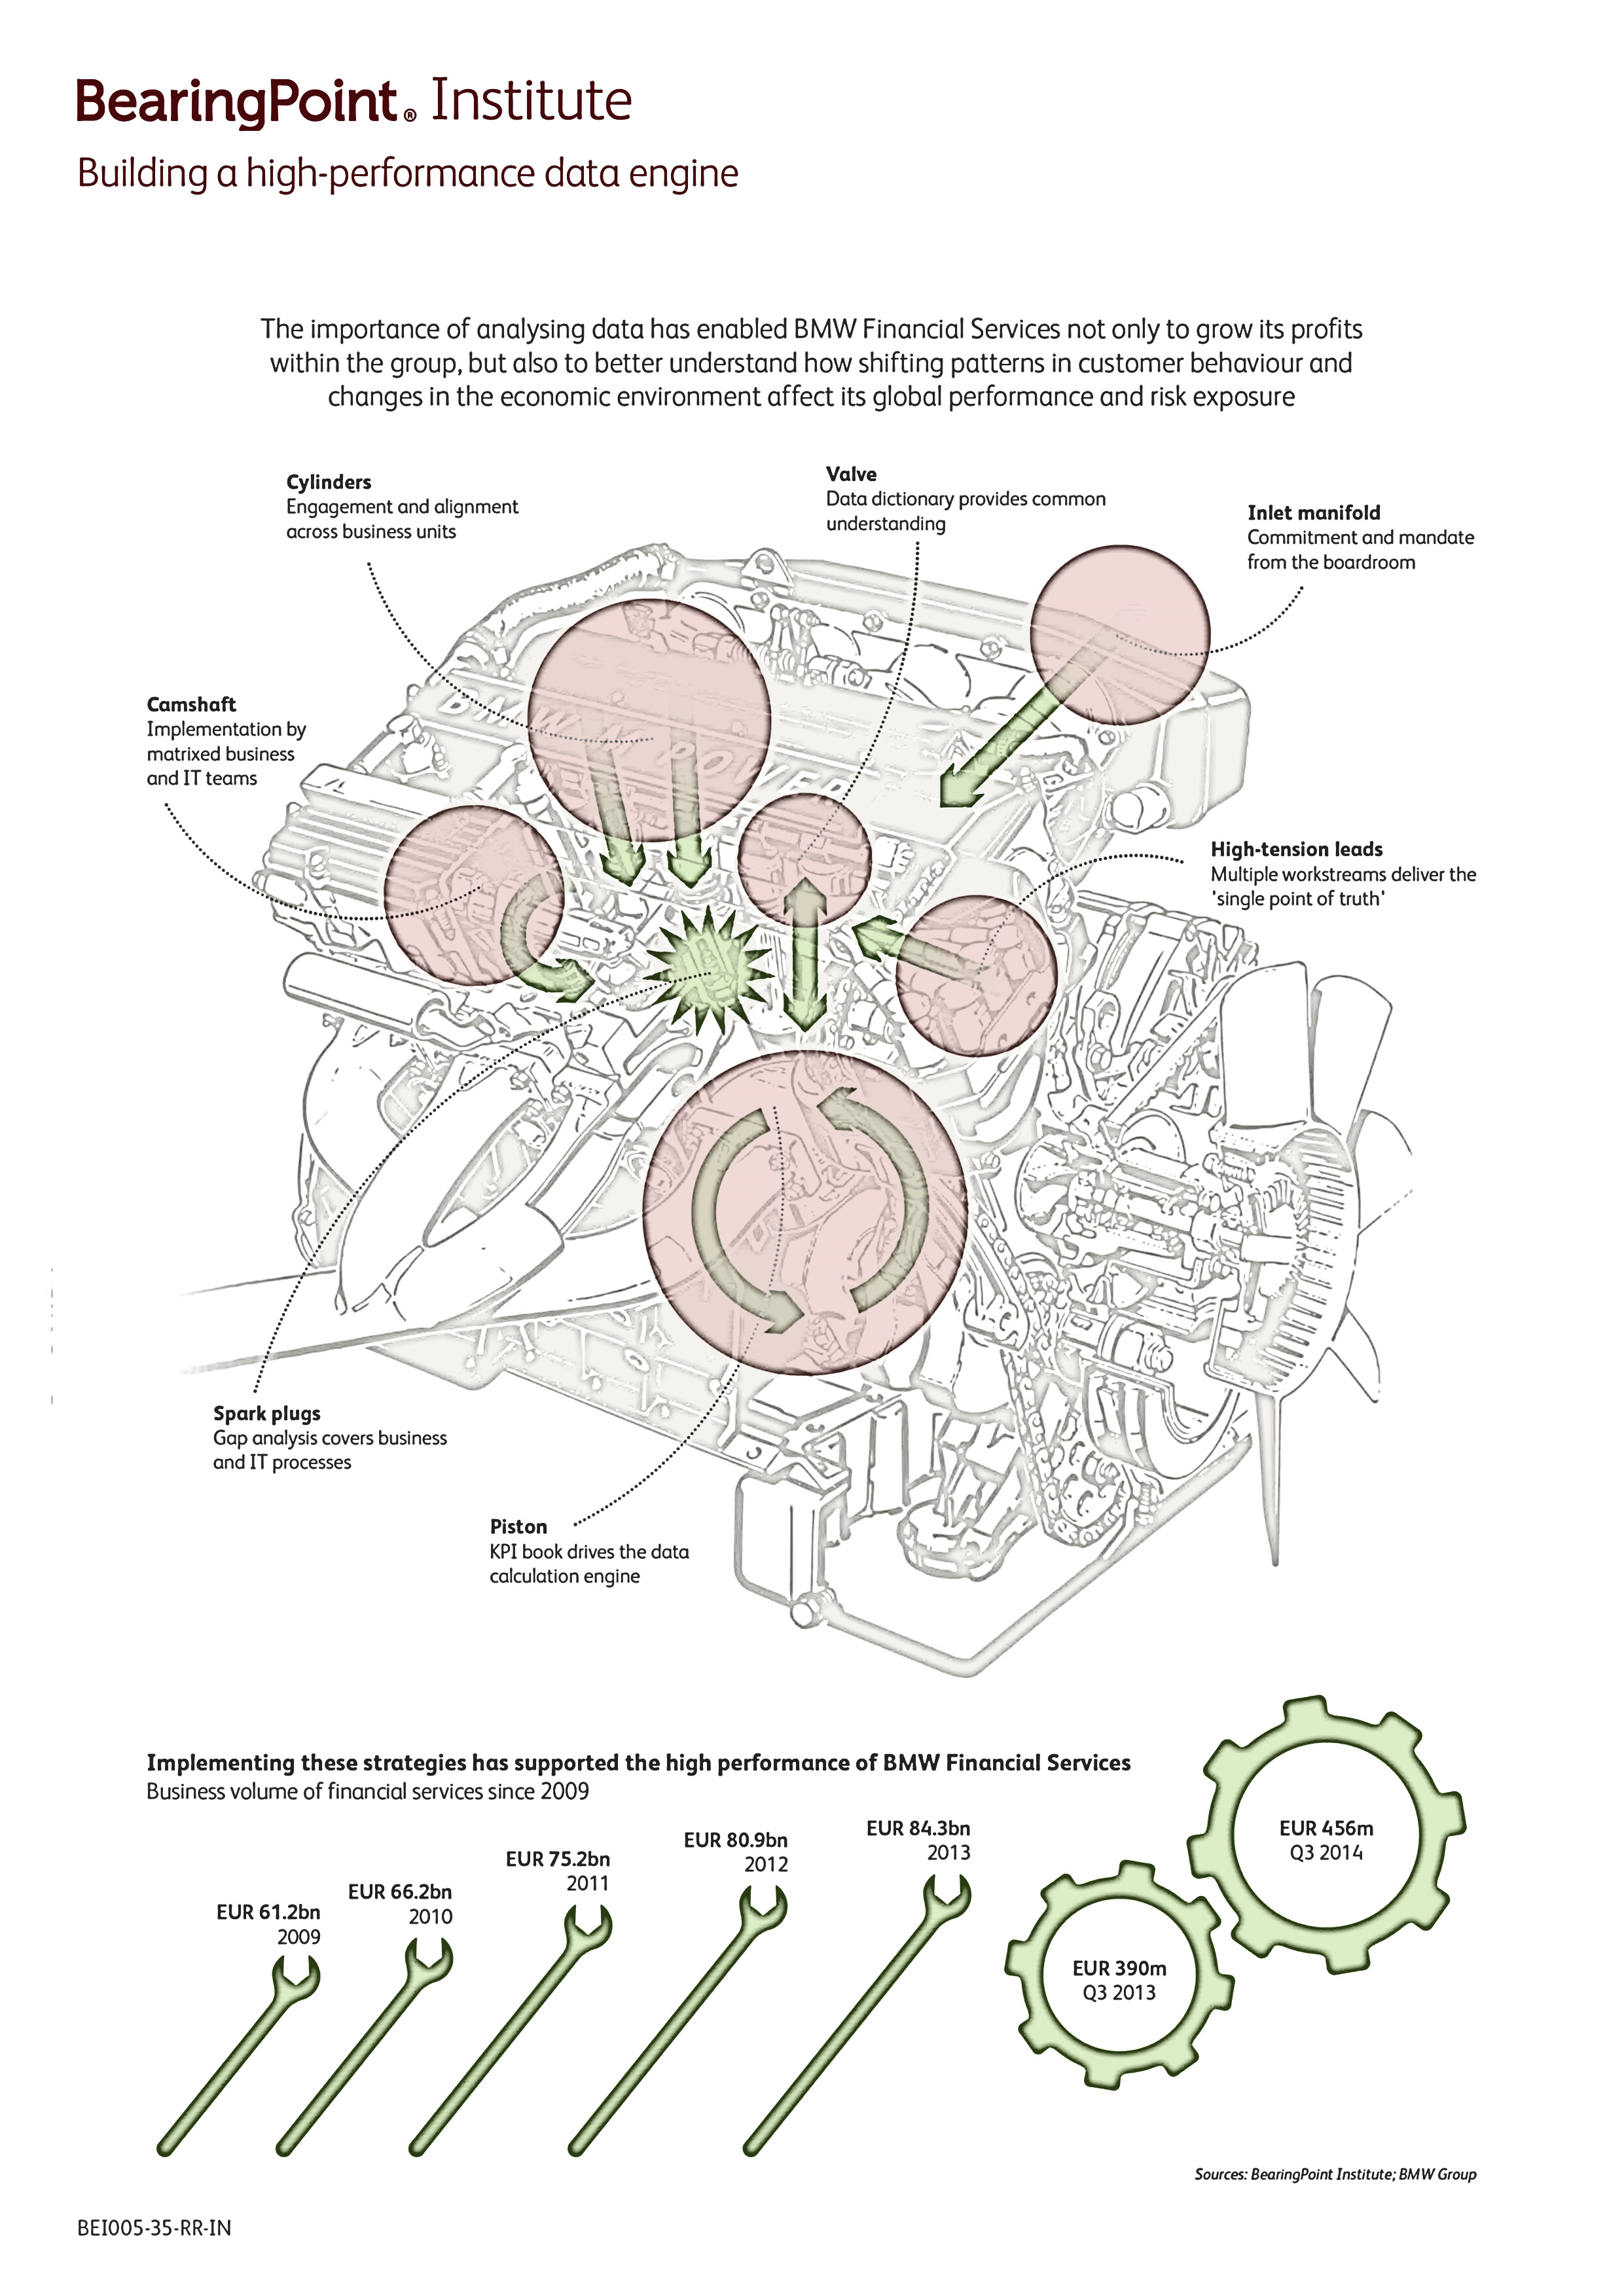 BearingPoint® Institute
Building a high-performance data engine
The importance of analysing data has enabled BMW Financial Services not only to grow its profits
within the group, but also to better understand how shifting patterns in customer behaviour and
changes in the economic environment affect its global performance and risk exposure
Cylinders
Engagement and alignment
across business units
Valve
Data dictionary provides common
understanding
Inlet manifold
Commitment and mandate
from the boardroom
Camshaft
Implementation by
matrixed business
and IT teams
BMW M POWER
High-tension leads
Multiple workstreams deliver the
'single point of truth'
Spark plugs
Gap analysis covers business
and IT processes
Piston
KPI book drives the data
calculation engine
Implementing these strategies has supported the high performance of BMW Financial Services
Business volume of financial services since 2009
EUR 61.2bn
2009
EUR 66.2bn
2010
EUR 75.2bn
2011
EUR 80.9bn
2012
EUR 84.3bn
2013
EUR 390m
Q3 2013
EUR 456m
Q3 2014
Sources: BearingPoint Institute; BMW Group
BEI005-35-RR-IN